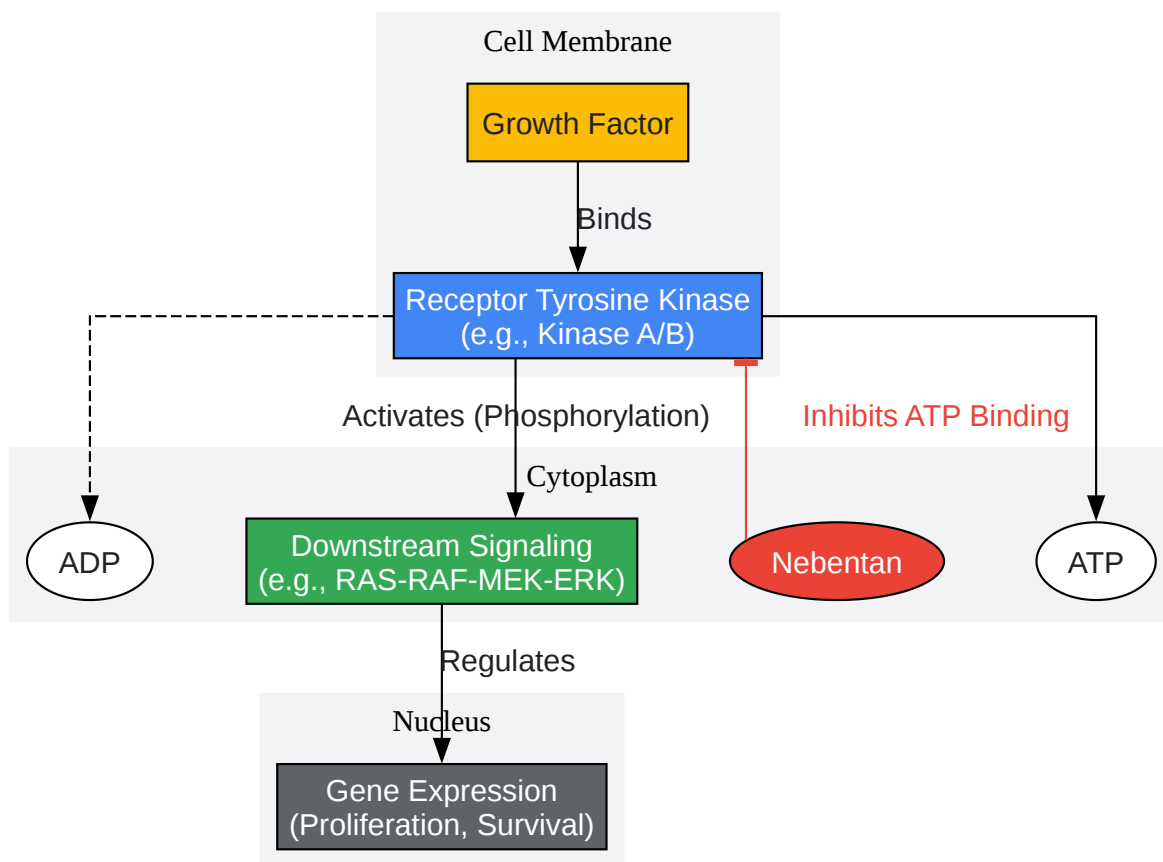 Cell Membrane
Growth Factor
Binds
Receptor Tyrosine Kinase
(e.g., Kinase A/B)
Activates (Phosphorylation)
Inhibits ATP Binding
Cytoplasm
ADP
Downstream Signaling
(e.g., RAS-RAF-MEK-ERK)
Nebentan
ATP
Regulates
Nucleus
Gene Expression
(Proliferation, Survival)